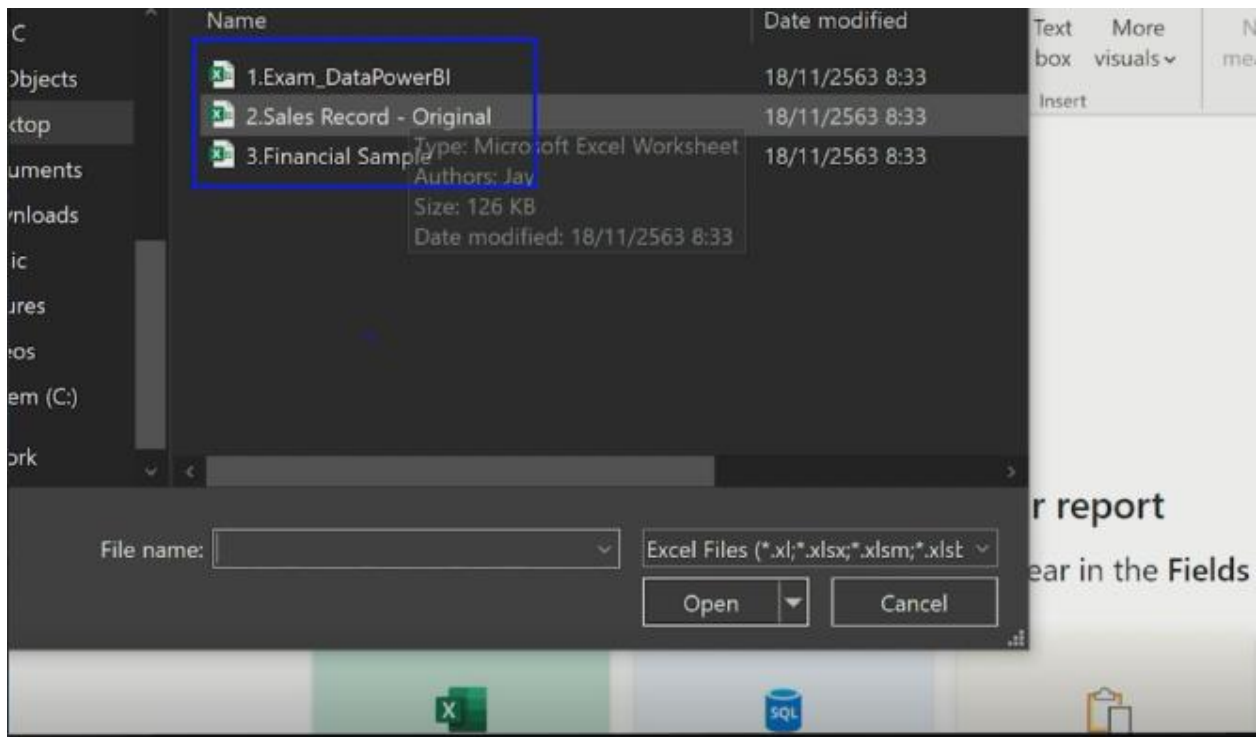 C
Objects
ktop
uments
nloads
ic
ures
eos
em (C:)
ork
Name
Date modified
1.Exam_DataPowerBI
18/11/2563 8:33
2.Sales Record - Original
18/11/2563 8:33
3.Financial Sample
18/11/2563 8:33
Type: Microsoft Excel Worksheet
Authors: Jay
Size: 126 KB
Date modified: 18/11/2563 8:33
File name:
Excel Files (*.xl;*.xlsx;*.xlsm;*.xlsb
Open
Cancel
Text box
More visuals
N
mea
Insert
r report
ear in the Fields
X
SQL